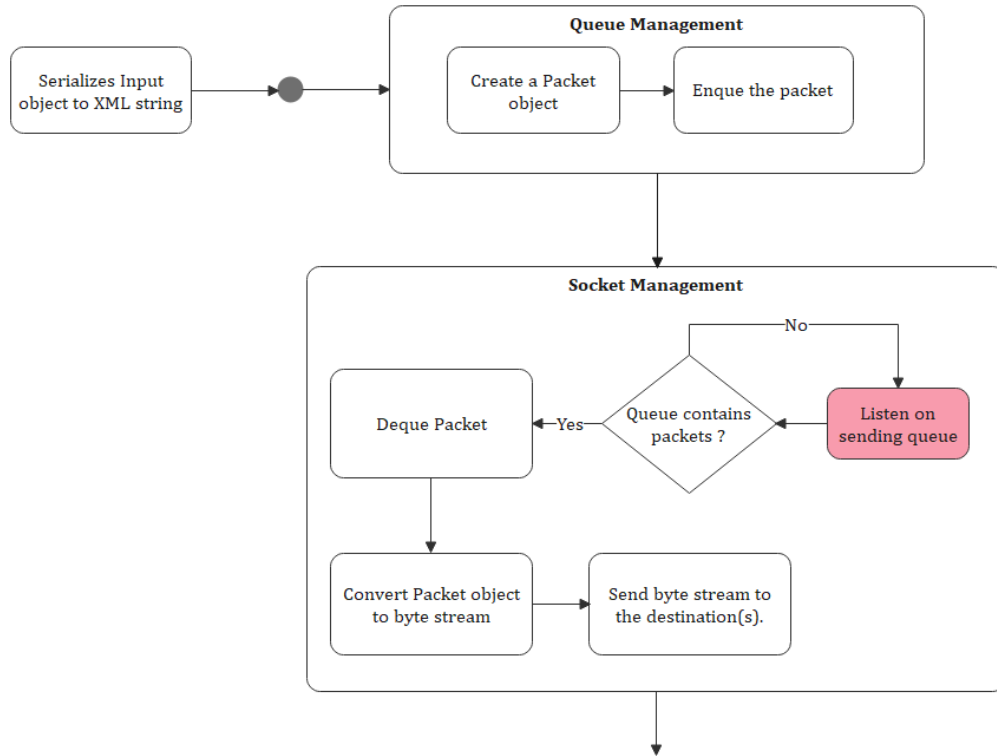 Queue Management
Serializes Input
object to XML string
Create a Packet
object
Enque the packet
Socket Management
No
Deque Packet
Yes
Queue contains
packets ?
Listen on
sending queue
Convert Packet object
to byte stream
Send byte stream to
the destination(s).